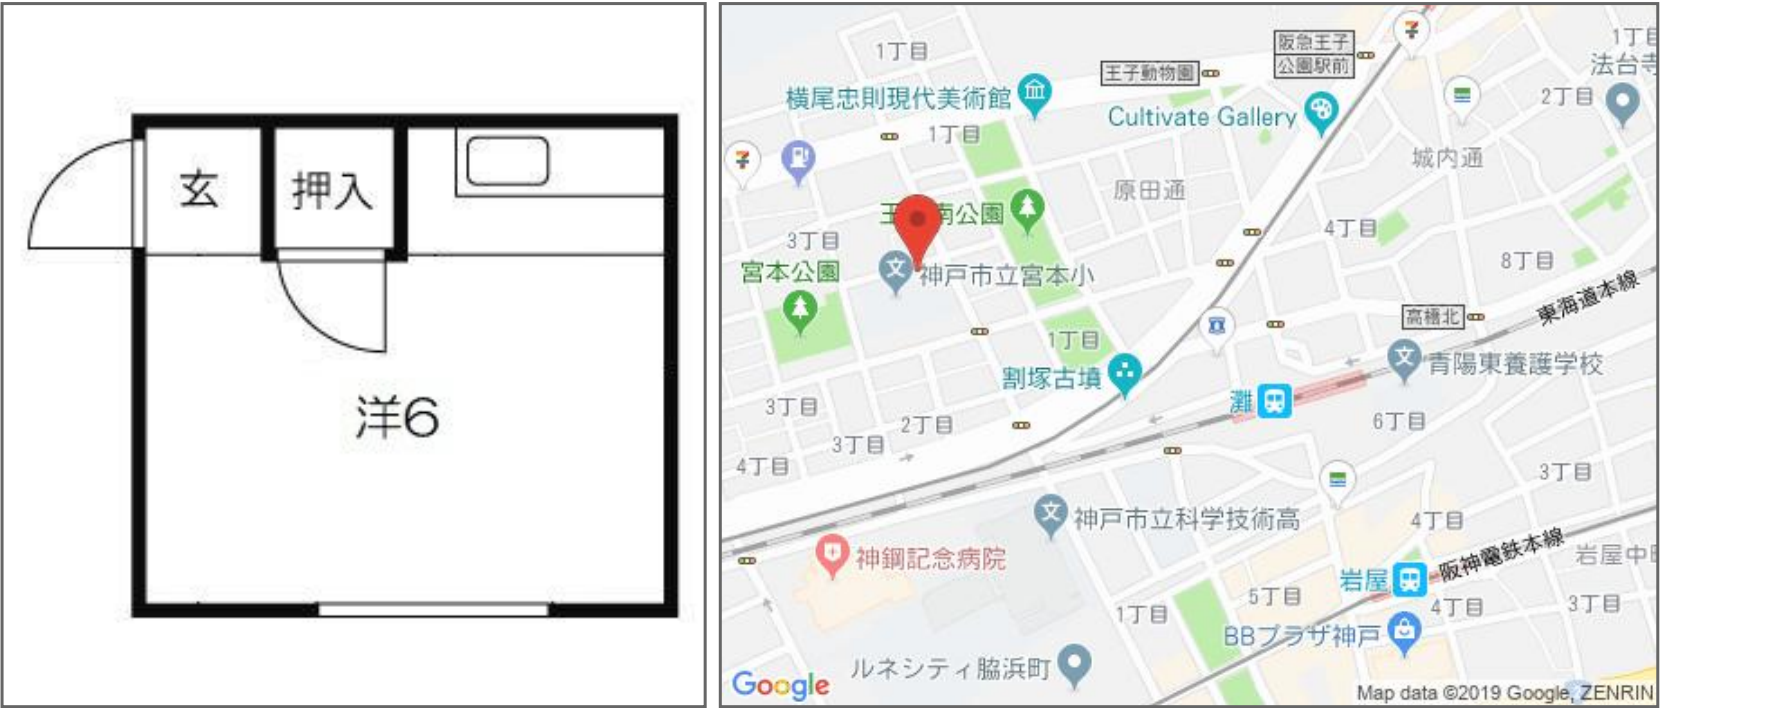 玄
押入
洋6
1丁目
阪急王子
公園駅前
1丁目
法台寺
王子動物園
横尾忠則現代美術館
2丁目
Cultivate Gallery
1丁目
城内通
原田通
南公園
4丁目
3丁目
宮本公園
神戸市立宮本小
8丁目
東海道本線
高橋北
1丁目
青陽東養護学校
割塚古墳
灘
3丁目
2丁目
6丁目
3丁目
4丁目
3丁目
神戸市立科学技術高
4丁目
神鋼記念病院
阪神電鉄本線
岩屋中町
岩屋
5丁目
4丁目
3丁目
1丁目
BBプラザ神戸
ルネシティ脇浜町
Google
Map data ©2019 Google, ZENRIN